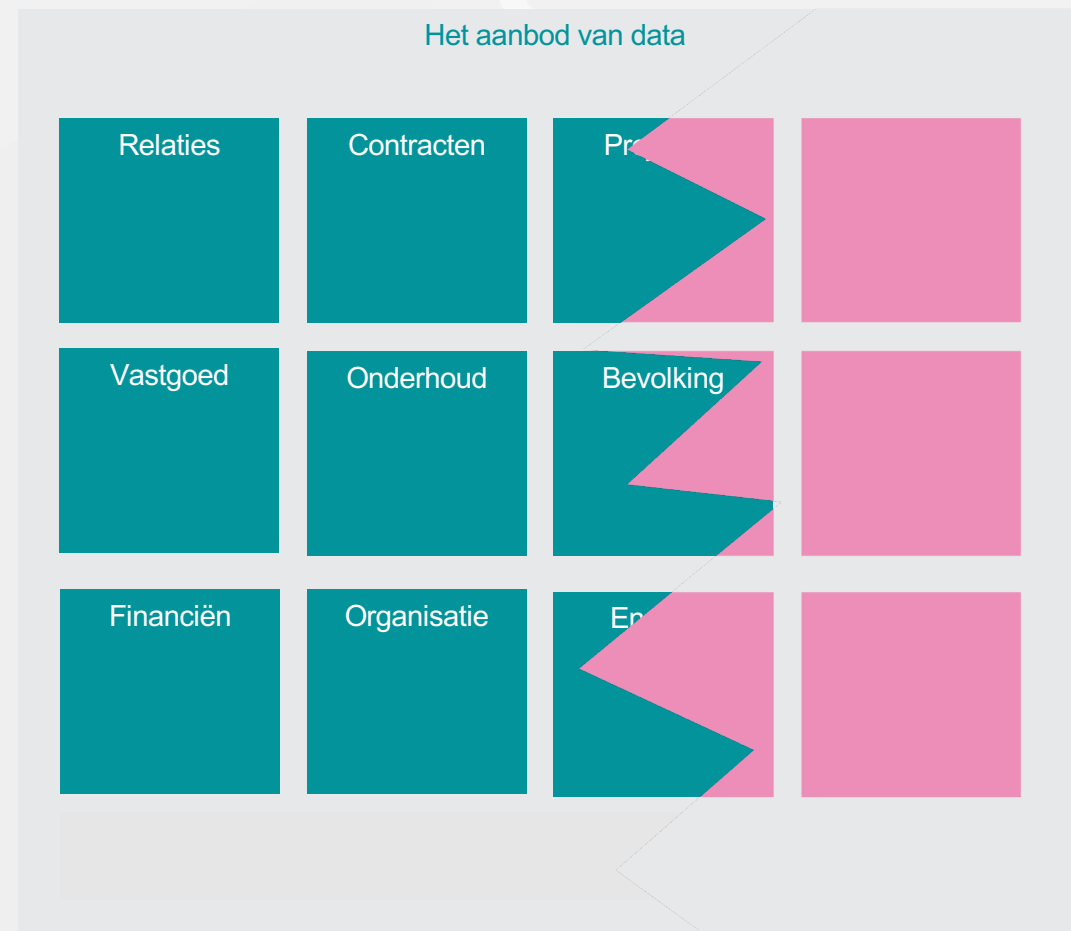 Het aanbod van data
Relaties
Contracten
Vastgoed
Onderhoud
Bevolking
Financiën
Organisatie